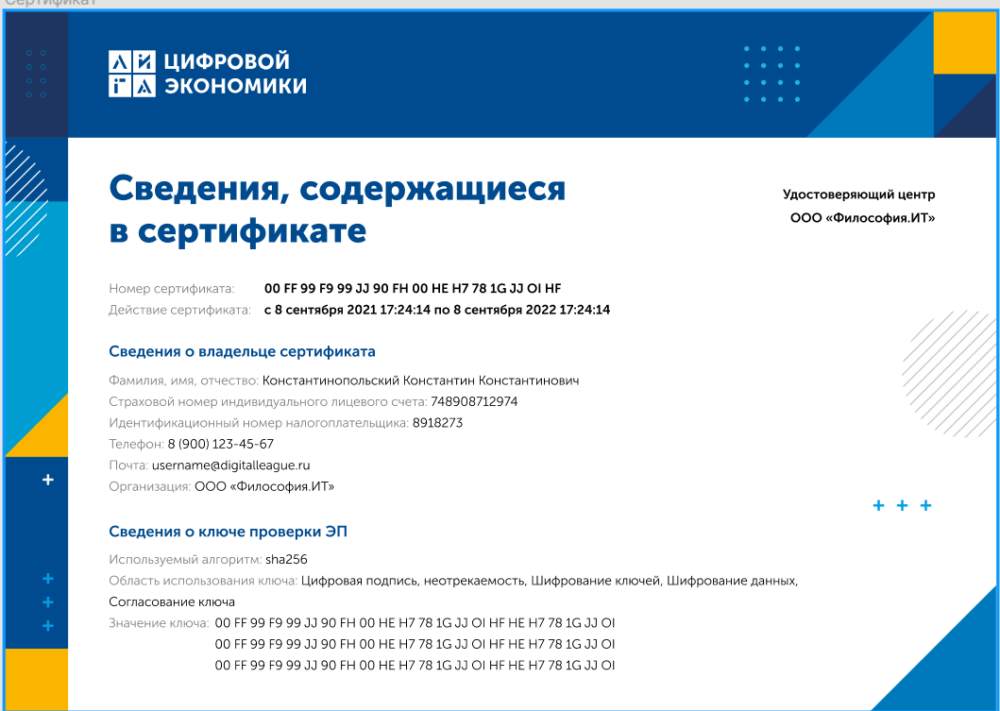 Сертификат
ЛИГА ЦИФРОВОЙ
ЭКОНОМИКИ
Сведения, содержащиеся
в сертификате
Удостоверяющий центр
ООО «Философия.ИТ»
Номер сертификата: 00 FF 99 F9 99 JJ 90 FH 00 HE H7 78 1G JJ OI HF
Действие сертификата: с 8 сентября 2021 17:24:14 по 8 сентября 2022 17:24:14
Сведения о владельце сертификата
Фамилия, имя, отчество: Константинопольский Константин Константинович
Страховой номер индивидуального лицевого счета: 748908712974
Идентификационный номер налогоплательщика: 8918273
Телефон: 8 (900) 123-45-67
Почта: username@digitalleague.ru
Организация: ООО «Философия.ИТ»
Сведения о ключе проверки ЭП
Используемый алгоритм: sha256
Область использования ключа: Цифровая подпись, неотрекаемость, Шифрование ключей, Шифрование данных,
Согласование ключа
Значение ключа: 00 FF 99 F9 99 JJ 90 FH 00 HE H7 78 1G JJ OI HF HE H7 78 1G JJ OI
00 FF 99 F9 99 JJ 90 FH 00 HE H7 78 1G JJ OI HF HE H7 78 1G JJ OI
00 FF 99 F9 99 JJ 90 FH 00 HE H7 78 1G JJ OI HF HE H7 78 1G JJ OI